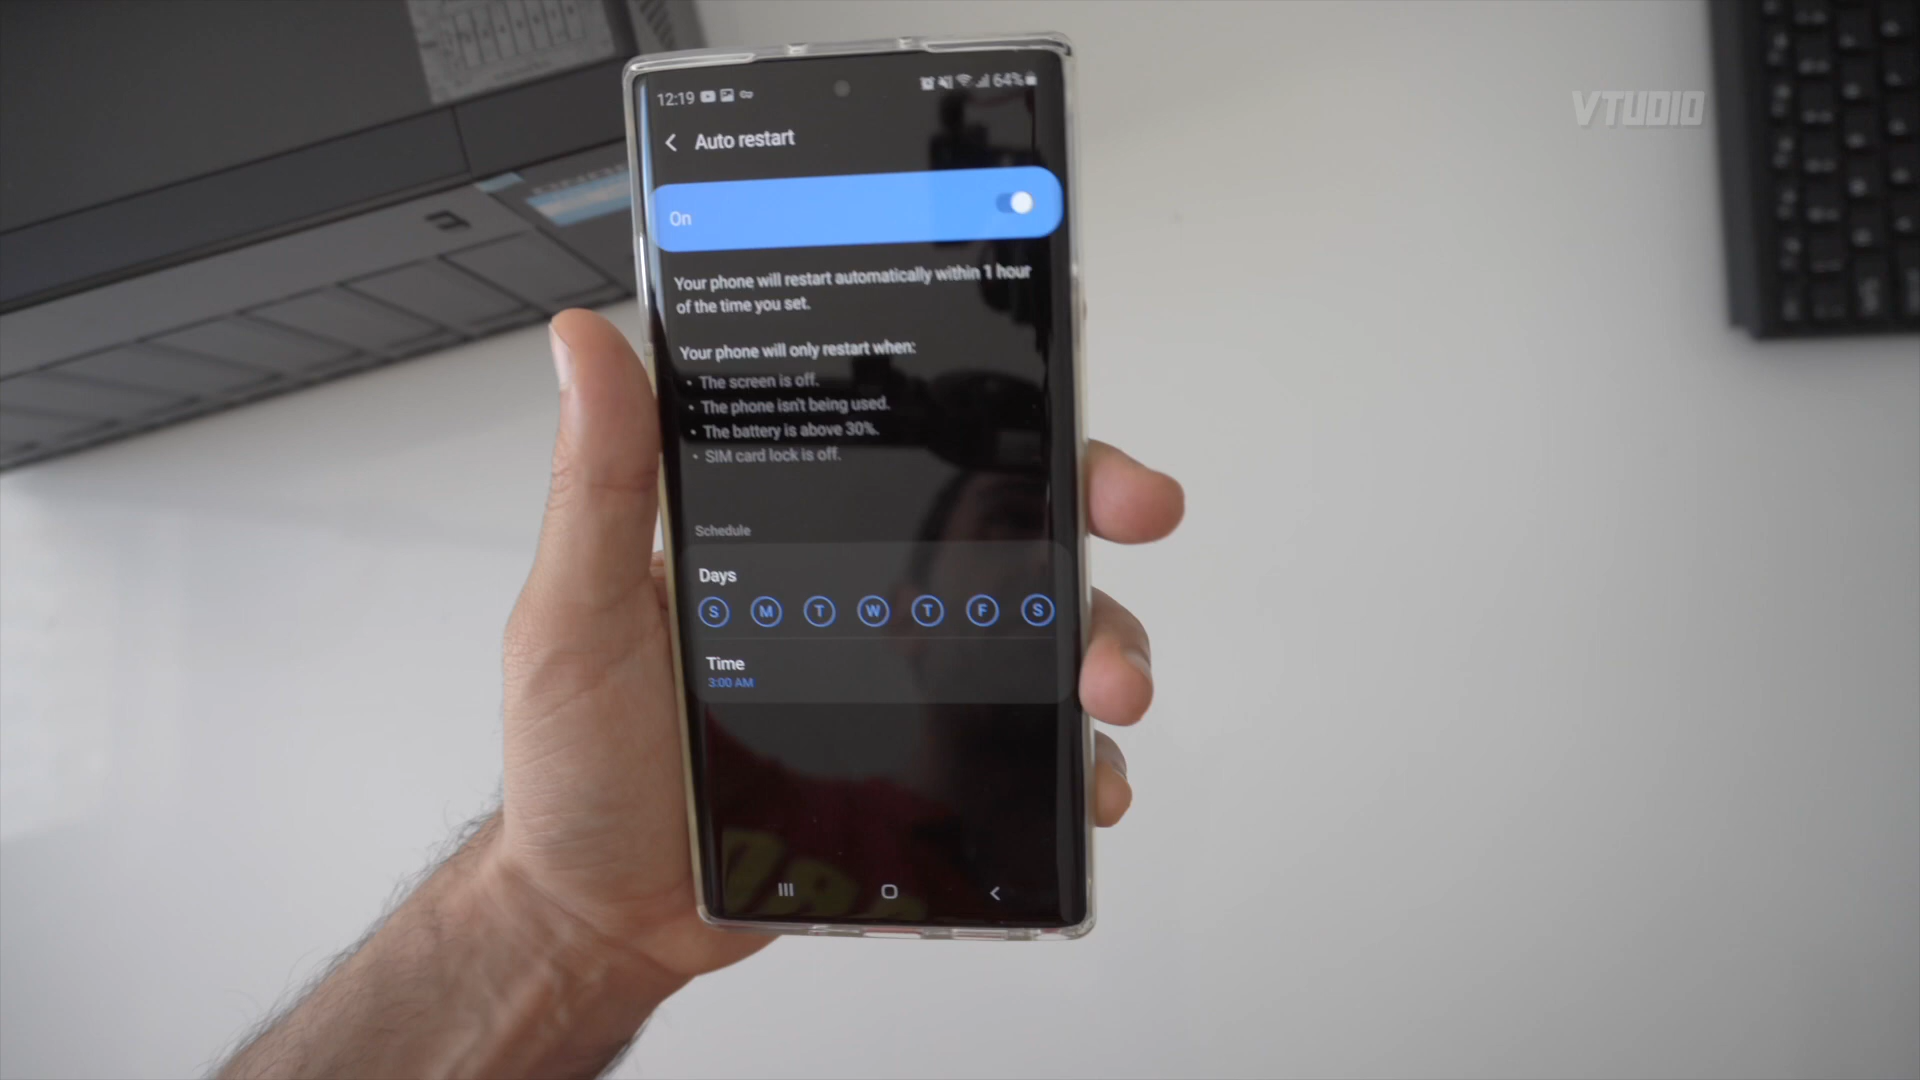 VTUDIO
12:19
64%
Auto restart
On
Your phone will restart automatically within 1 hour
of the time you set.
Your phone will only restart when:
• The screen is off.
• The phone isn't being used.
• The battery is above 30%.
• SIM card lock is off.
Schedule
Days
S M T W T F S
Time
3:00 AM